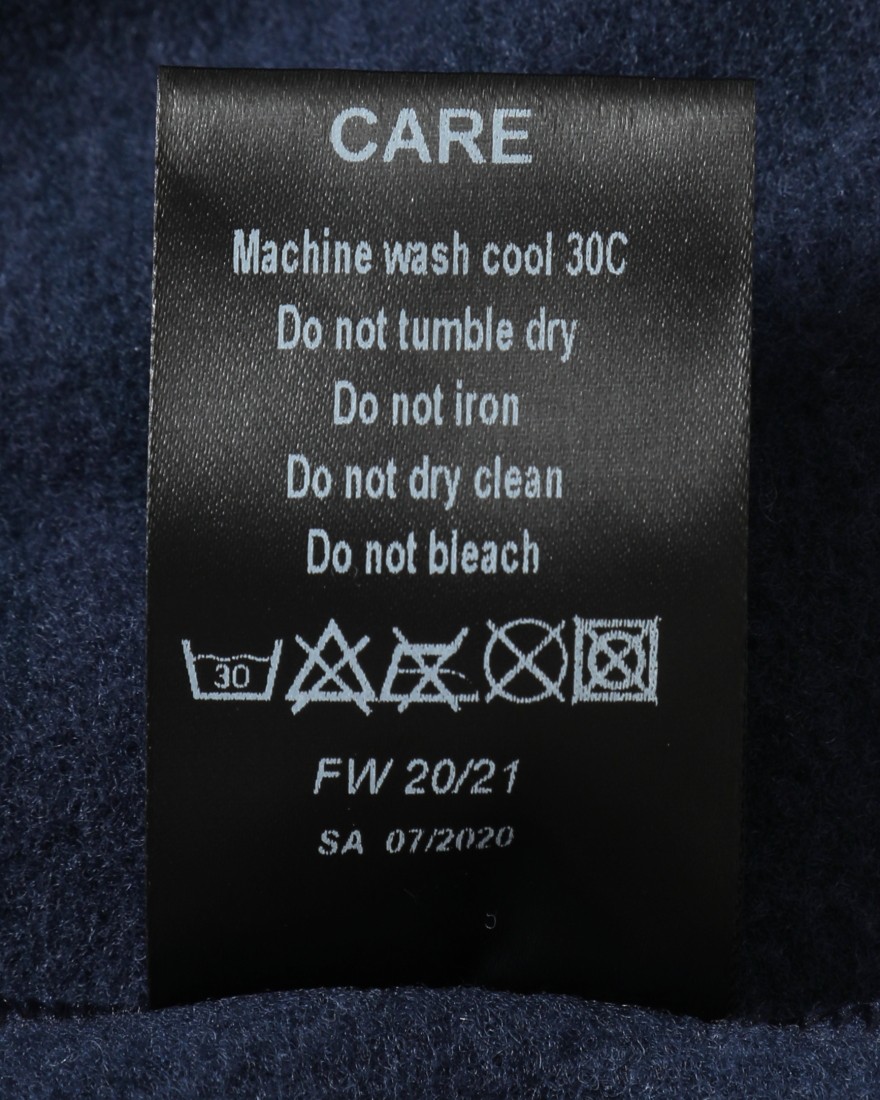 CARE
Machine wash cool 30C
Do not tumble dry
Do not iron
Do not dry clean
Do not bleach
30
FW 20/21
SA 07/2020